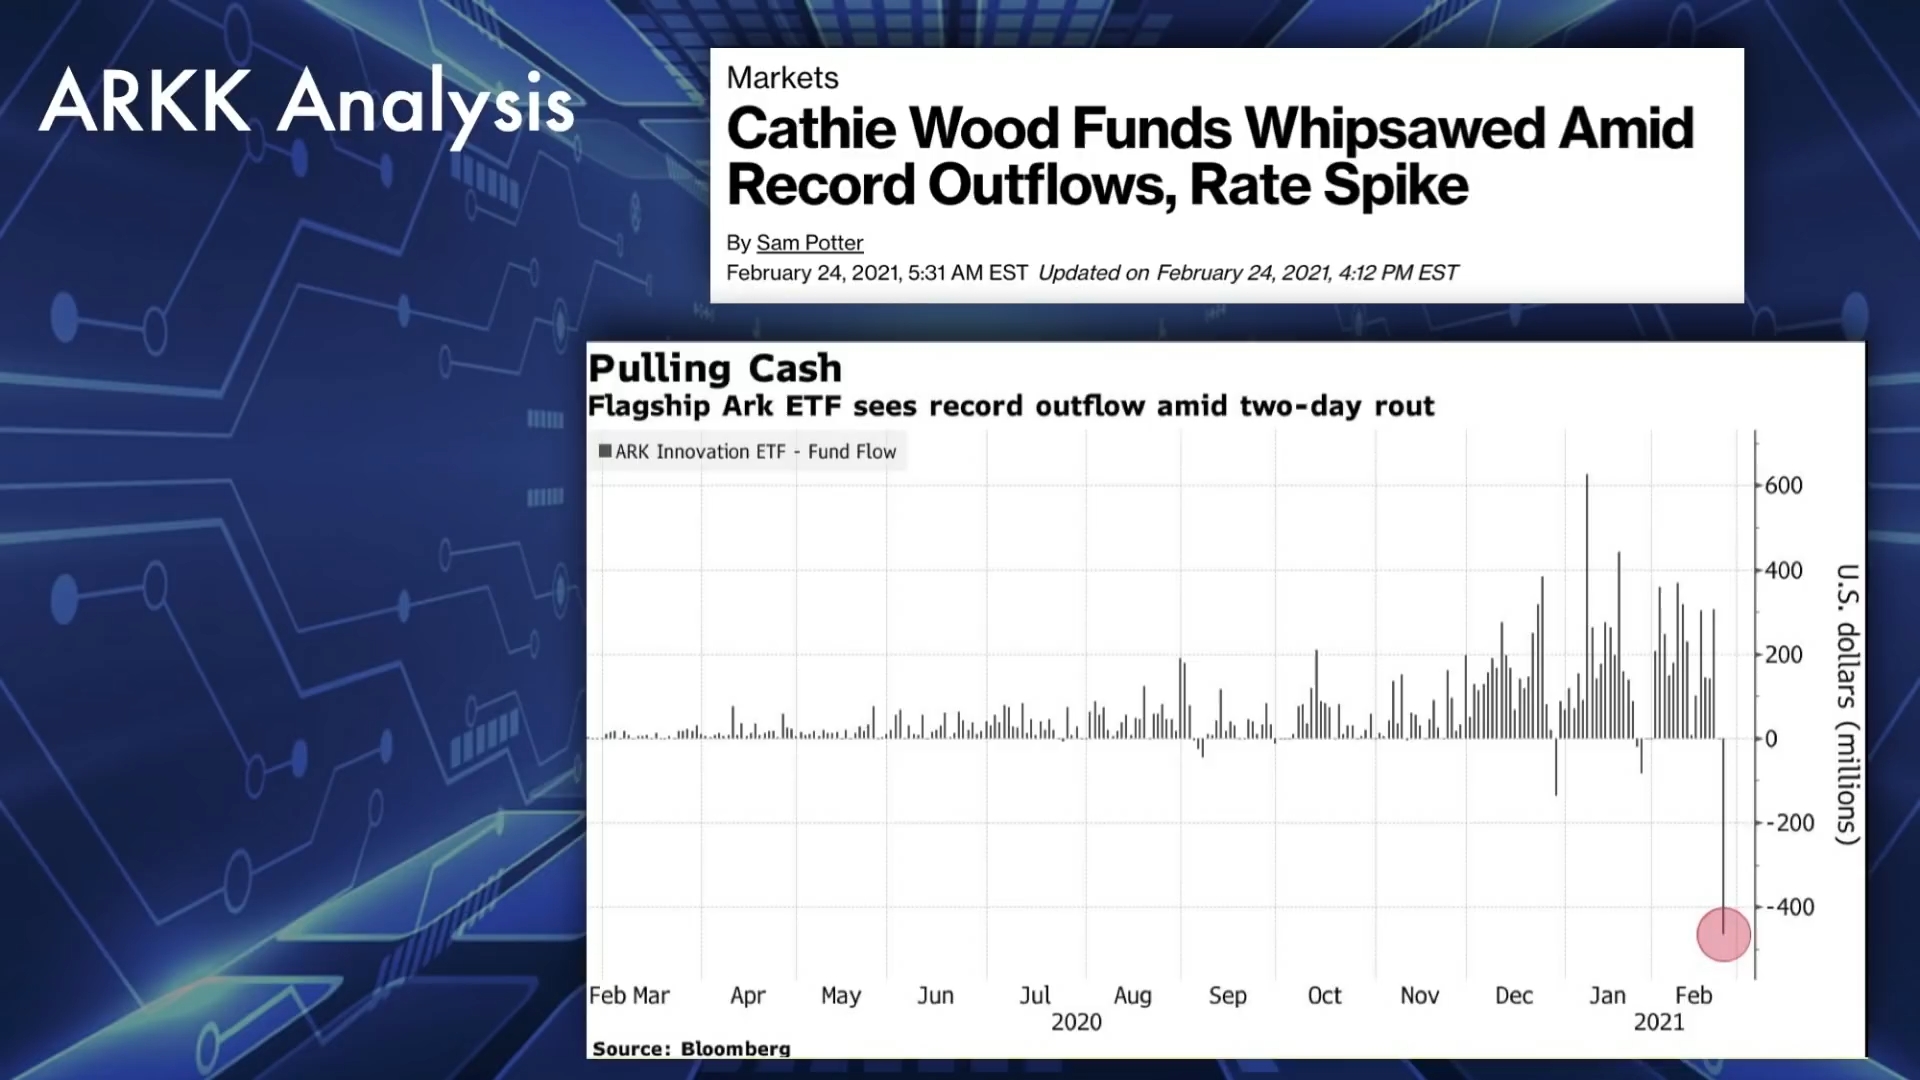 ARKK Analysis
Markets
Cathie Wood Funds Whipsawed Amid
Record Outflows, Rate Spike
By Sam Potter
February 24, 2021, 5:31 AM EST Updated on February 24, 2021, 4:12 PM EST
Pulling Cash
Flagship Ark ETF sees record outflow amid two-day rout
ARK Innovation ETF - Fund Flow
600
400
200
0
-200
-400
U.S. dollars (millions)
Feb Mar Apr May Jun Jul Aug Sep Oct Nov Dec Jan Feb
2020 2021
Source: Bloomberg